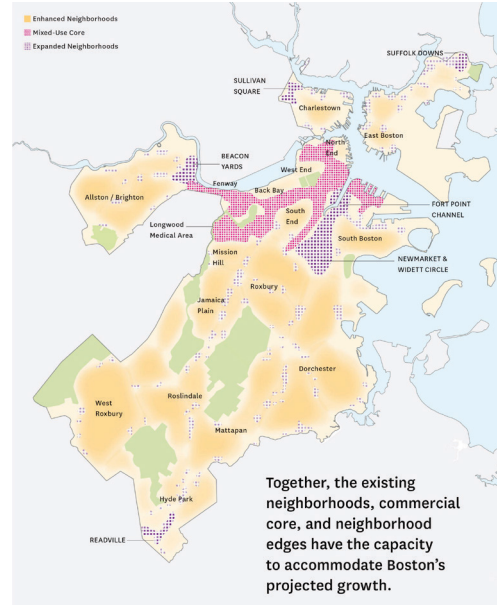 Enhanced Neighborhoods
Mixed-Use Core
Expanded Neighborhoods
SUFFOLK DOWNS
SULLIVAN
SQUARE
Charlestown
East Boston
North
End
BEACON
YARDS
West End
Fenway
Back Bay
Allston / Brighton
FORT POINT
CHANNEL
Longwood
Medical Area
South
End
South Boston
Mission
Hill
NEWMARKET &
WIDETT CIRCLE
Roxbury
Jamaica
Plain
Dorchester
Roslindale
West
Roxbury
Mattapan
Hyde Park
READVILLE
Together, the existing
neighborhoods, commercial
core, and neighborhood
edges have the capacity
to accommodate Boston's
projected growth.